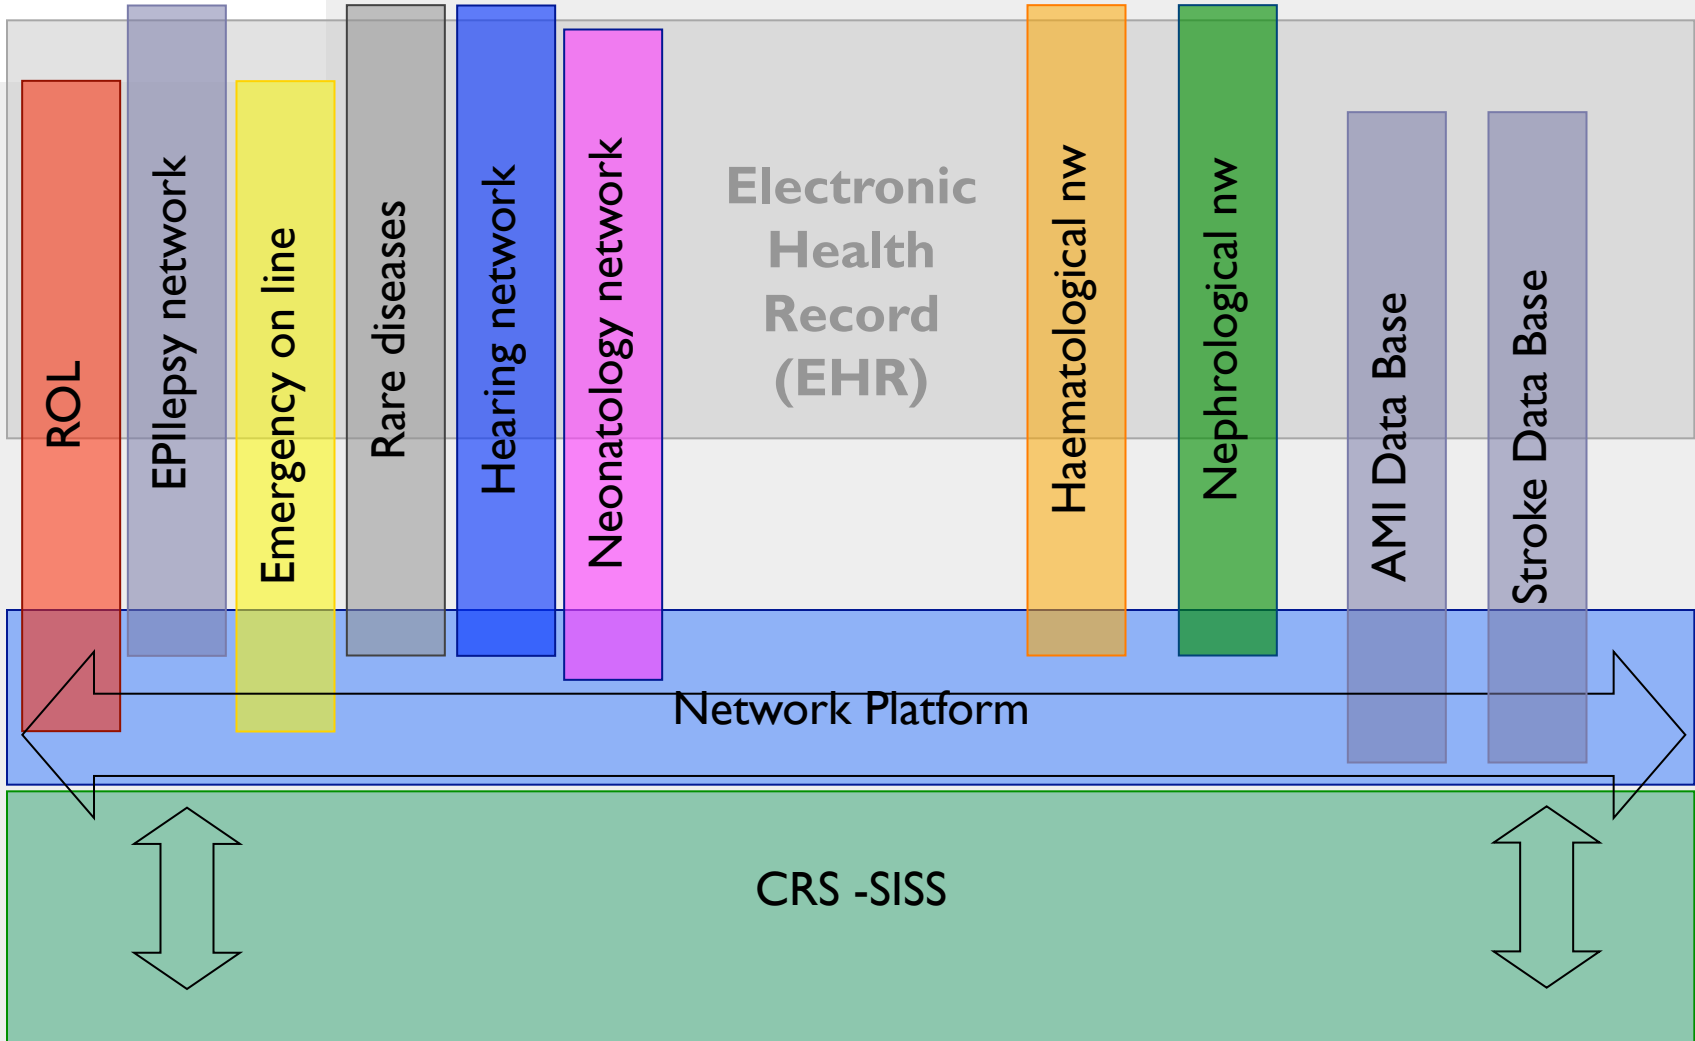 ROL
EPIlepsy network
Emergency on line
Rare diseases
Hearing network
Neonatology network
Electronic
Health
Record
(EHR)
Haematological nw
Nephrological nw
AMI Data Base
Stroke Data Base
Network Platform
CRS -SISS